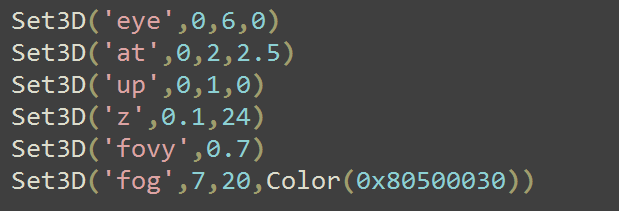 Set3D('eye',0,6,0)
Set3D('at',0,2,2.5)
Set3D('up',0,1,0)
Set3D('z',0.1,24)
Set3D('fovy',0.7)
Set3D('fog',7,20,Color(0x80500030))